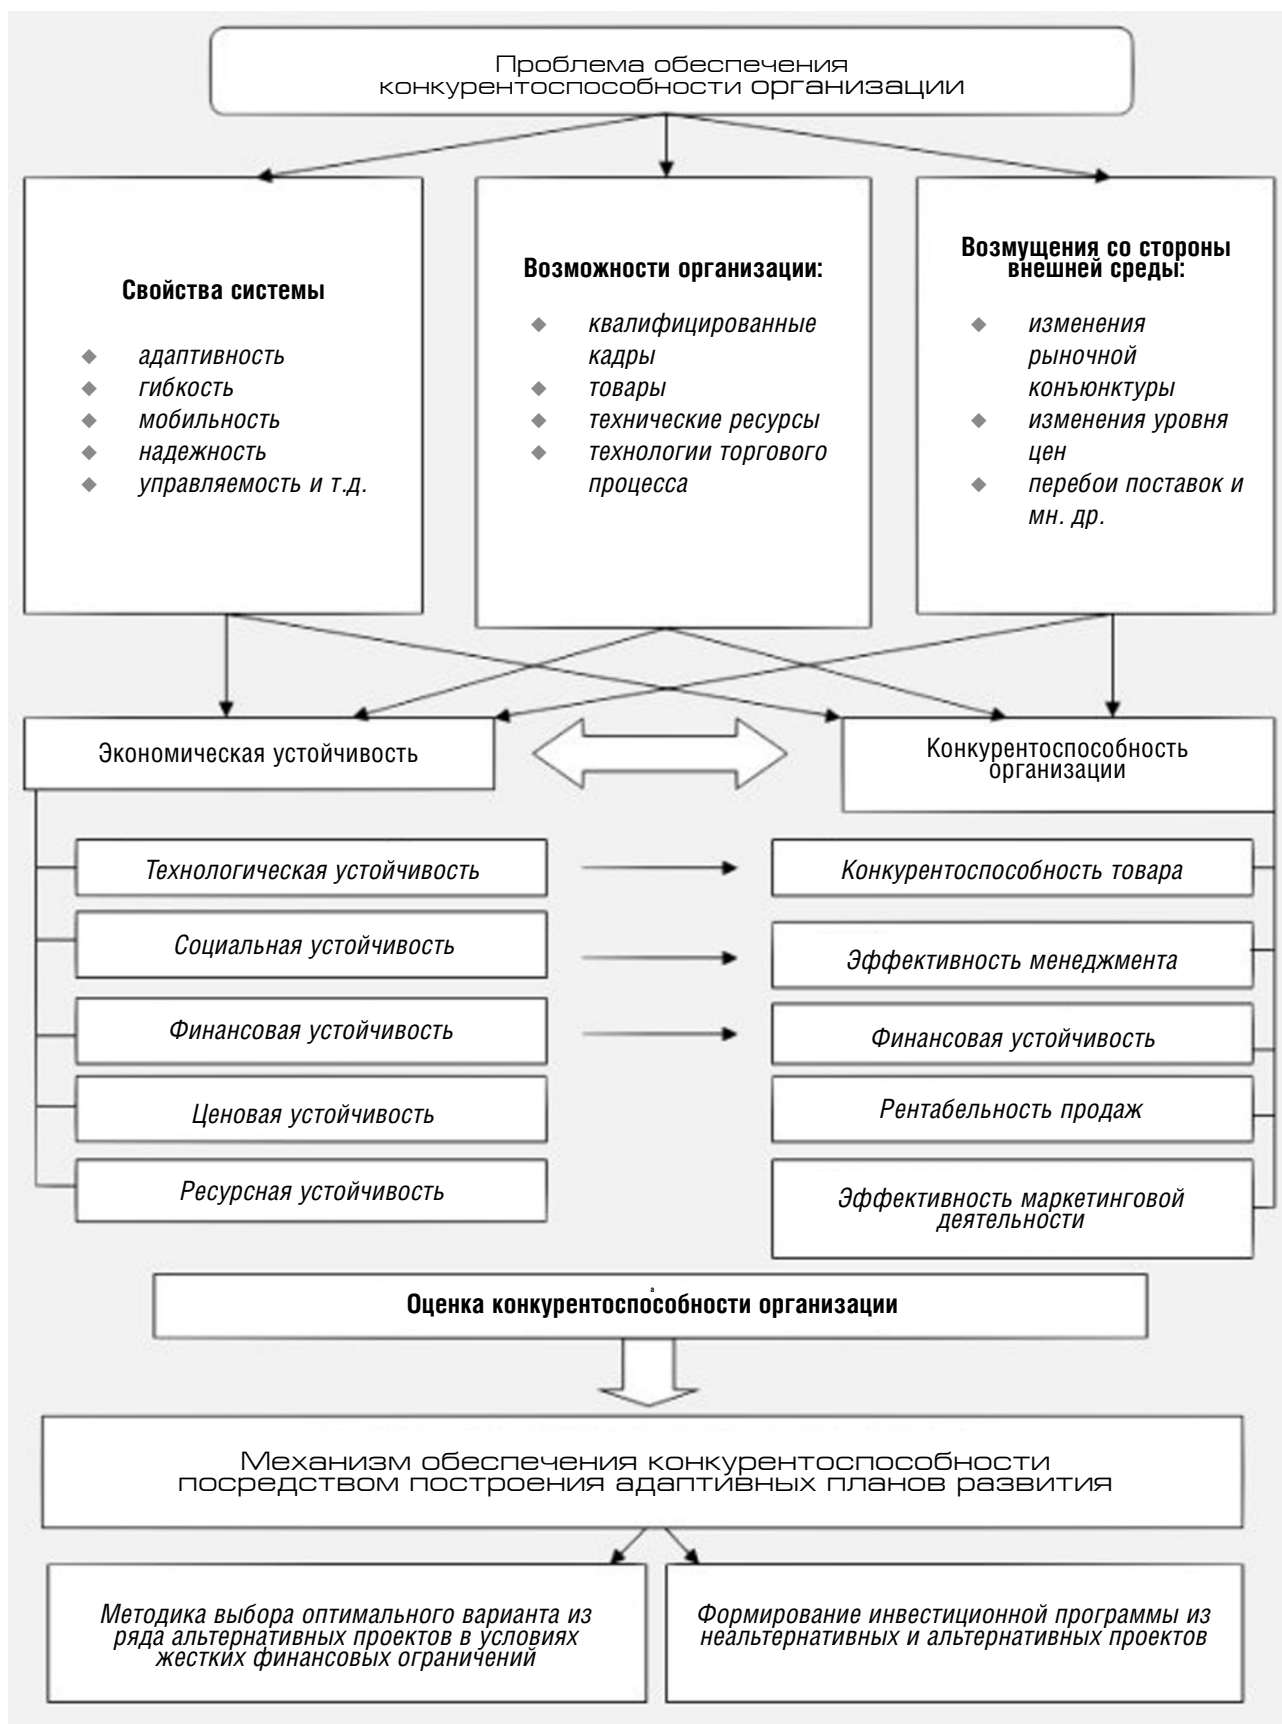 Проблема обеспечения
конкурентоспособности организации
Свойства системы
адаптивность
гибкость
мобильность
надежность
управляемость и т.д.
Возможности организации:
квалифицированные
кадры
товары
технические ресурсы
технологии торгового
процесса
Возмущения со стороны
внешней среды:
изменения
рыночной
конъюнктуры
изменения уровня
цен
перебои поставок и
мн. др.
Экономическая устойчивость
Конкурентоспособность
организации
Технологическая устойчивость
Конкурентоспособность товара
Социальная устойчивость
Эффективность менеджмента
Финансовая устойчивость
Финансовая устойчивость
Ценовая устойчивость
Рентабельность продаж
Ресурсная устойчивость
Эффективность маркетинговой
деятельности
Оценка конкурентоспособности организации
Механизм обеспечения конкурентоспособности
посредством построения адаптивных планов развития
Методика выбора оптимального варианта из
ряда альтернативных проектов в условиях
жестких финансовых ограничений
Формирование инвестиционной программы из
неальтернативных и альтернативных проектов